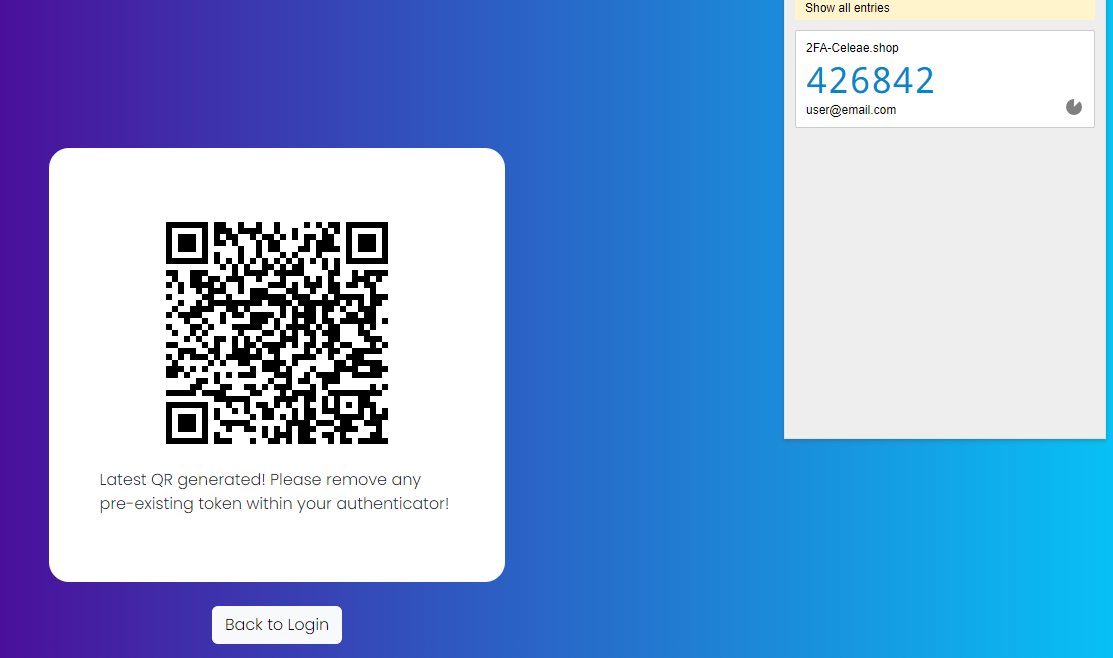 Show all entries
2FA-Celeae.shop
426842
user@email.com
Latest QR generated! Please remove any
pre-existing token within your authenticator!
Back to Login